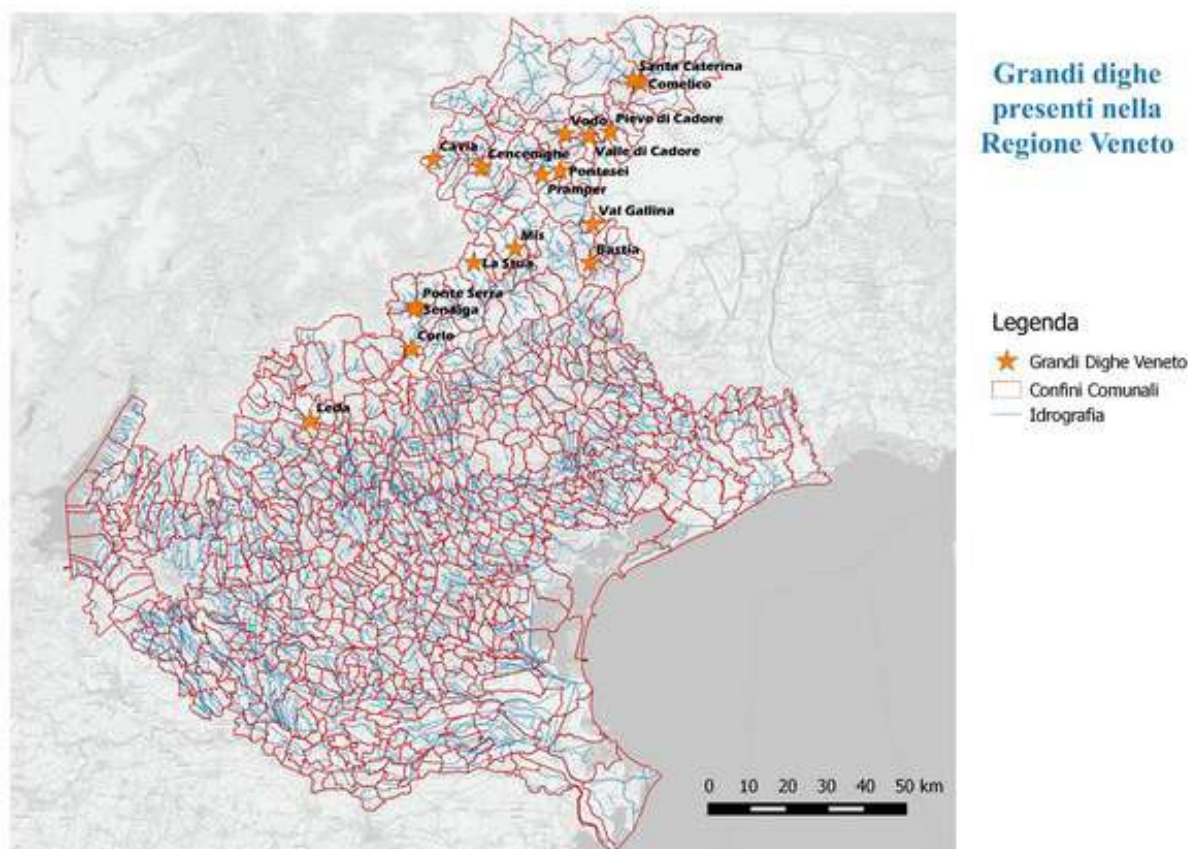 Grandi dighe
presenti nella
Regione Veneto
Santa Caterina
Comelico
Vodo
Pieve di Cadore
Valle di Cadore
Cavia
Cencenighe
Pontesei
Pramper
Val Gallina
Mis
Bastia
La Stua
Ponte Serra
Senaiga
Corlo
Leda
Legenda
Grandi Dighe Veneto
Confini Comunali
Idrografia
0 10 20 30 40 50 km